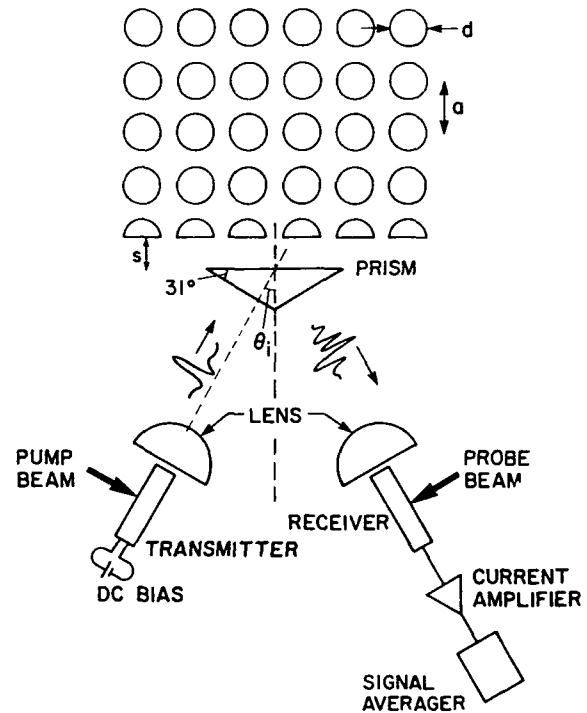 d
a
s
PRISM
31°
θi
LENS
PUMP
BEAM
PROBE
BEAM
RECEIVER
TRANSMITTER
DC BIAS
CURRENT
AMPLIFIER
SIGNAL
AVERAGER